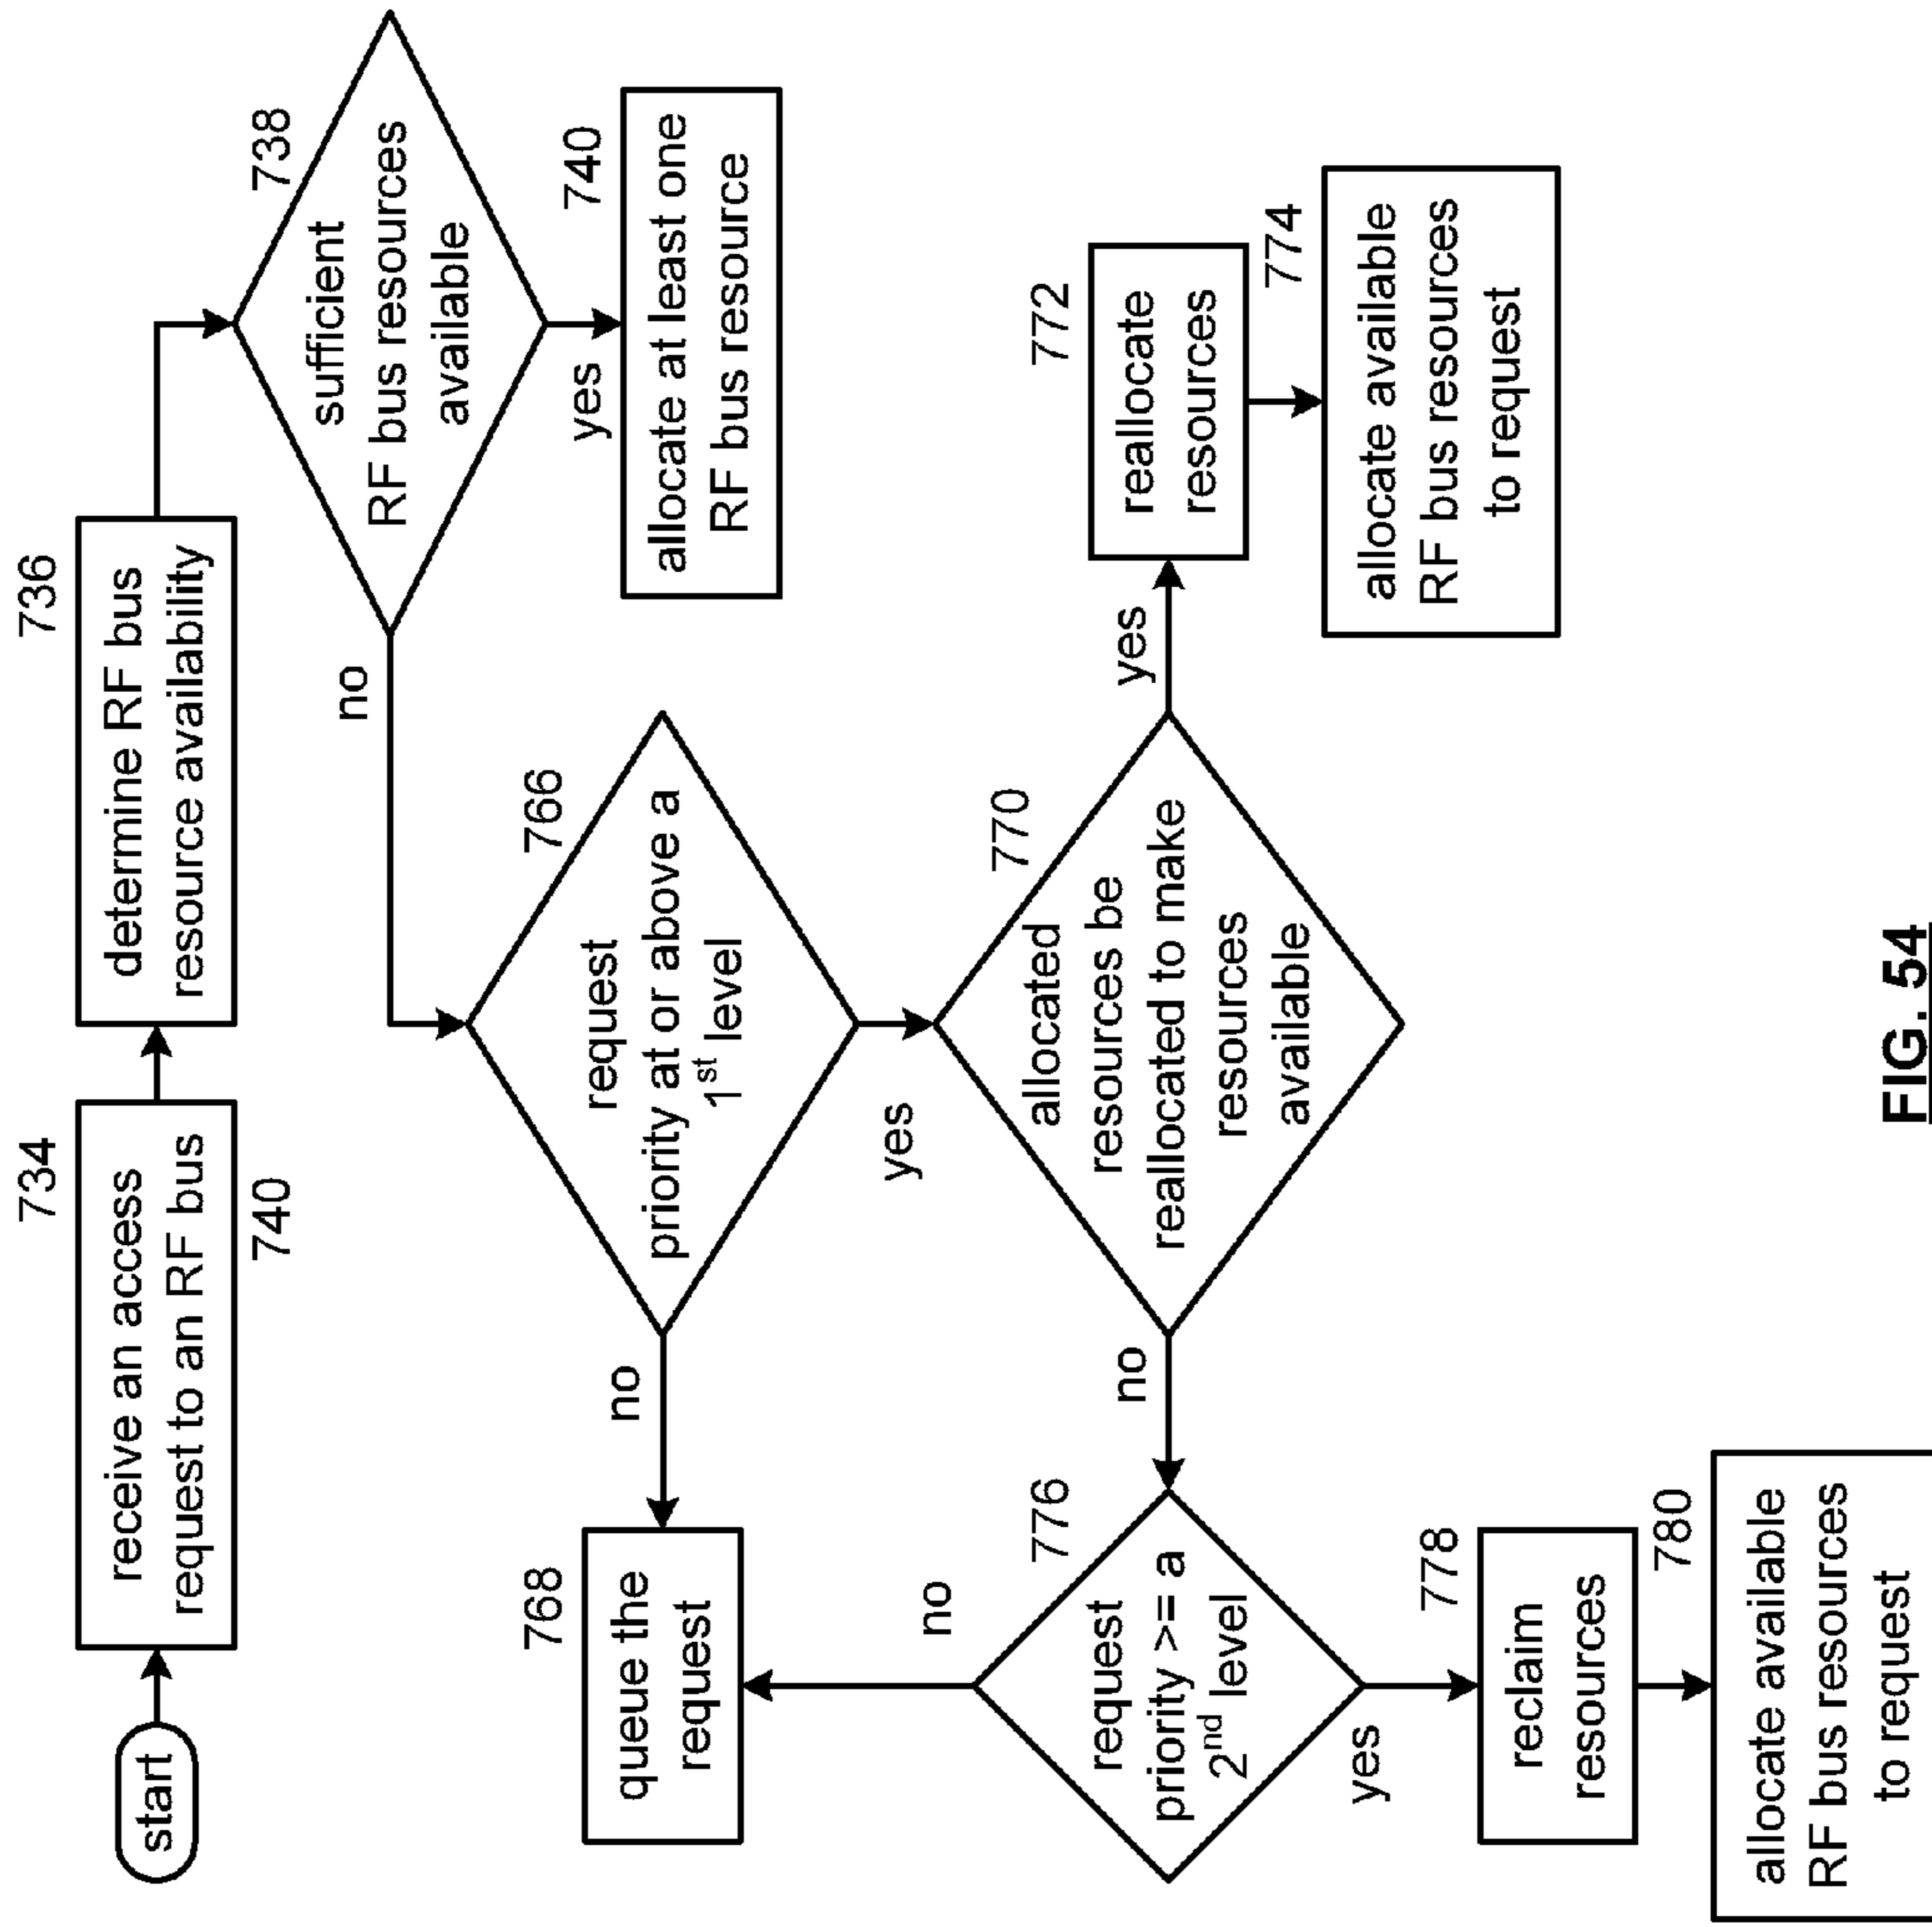 start
734
receive an access
request to an RF bus
740
736
determine RF bus
resource availability
738
sufficient
RF bus resources
available
yes
740
allocate at least one
RF bus resource
no
766
request
priority at or above a
1st level
no
768
queue the
request
yes
770
allocated
resources be
reallocated to make
resources
available
yes
772
reallocate
resources
774
allocate available
RF bus resources
to request
no
776
request
priority >= a
2nd level
no
yes
778
reclaim
resources
780
allocate available
RF bus resources
to request
FIG. 54